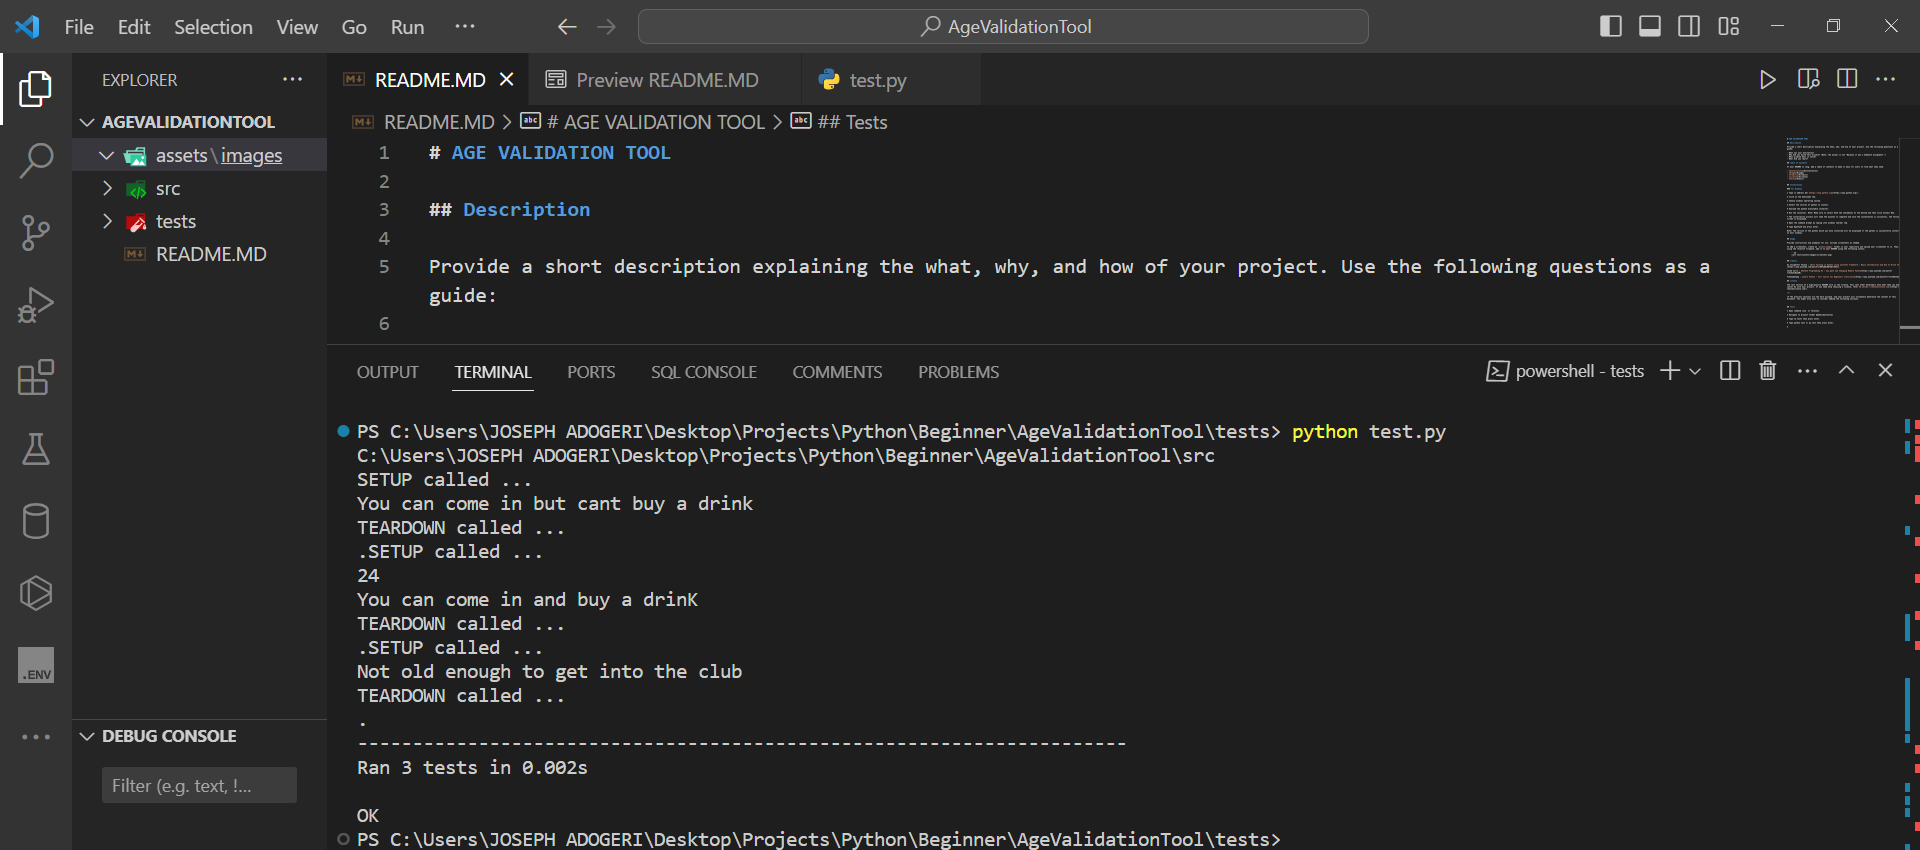 File Edit Selection View Go Run ...
AgeValidationTool
EXPLORER
AGEVALIDATIONTOOL
assets\images
src
tests
README.MD
README.MD
Preview README.MD
test.py
README.MD > # AGE VALIDATION TOOL > ## Tests
1 # AGE VALIDATION TOOL
2
3 ## Description
4
5 Provide a short description explaining the what, why, and how of your project. Use the following questions as a
guide:
6
OUTPUT TERMINAL PORTS SQL CONSOLE COMMENTS PROBLEMS
powershell - tests
PS C:\Users\JOSEPH ADOGERI\Desktop\Projects\Python\Beginner\AgeValidationTool\tests> python test.py
C:\Users\JOSEPH ADOGERI\Desktop\Projects\Python\Beginner\AgeValidationTool\src
SETUP called ...
You can come in but cant buy a drink
TEARDOWN called ...
.SETUP called ...
24
You can come in and buy a drinK
TEARDOWN called ...
.SETUP called ...
Not old enough to get into the club
TEARDOWN called ...
.
----------------------------------------------------------------------
Ran 3 tests in 0.002s
OK
PS C:\Users\JOSEPH ADOGERI\Desktop\Projects\Python\Beginner\AgeValidationTool\tests>
.ENV
DEBUG CONSOLE
Filter (e.g. text, !...